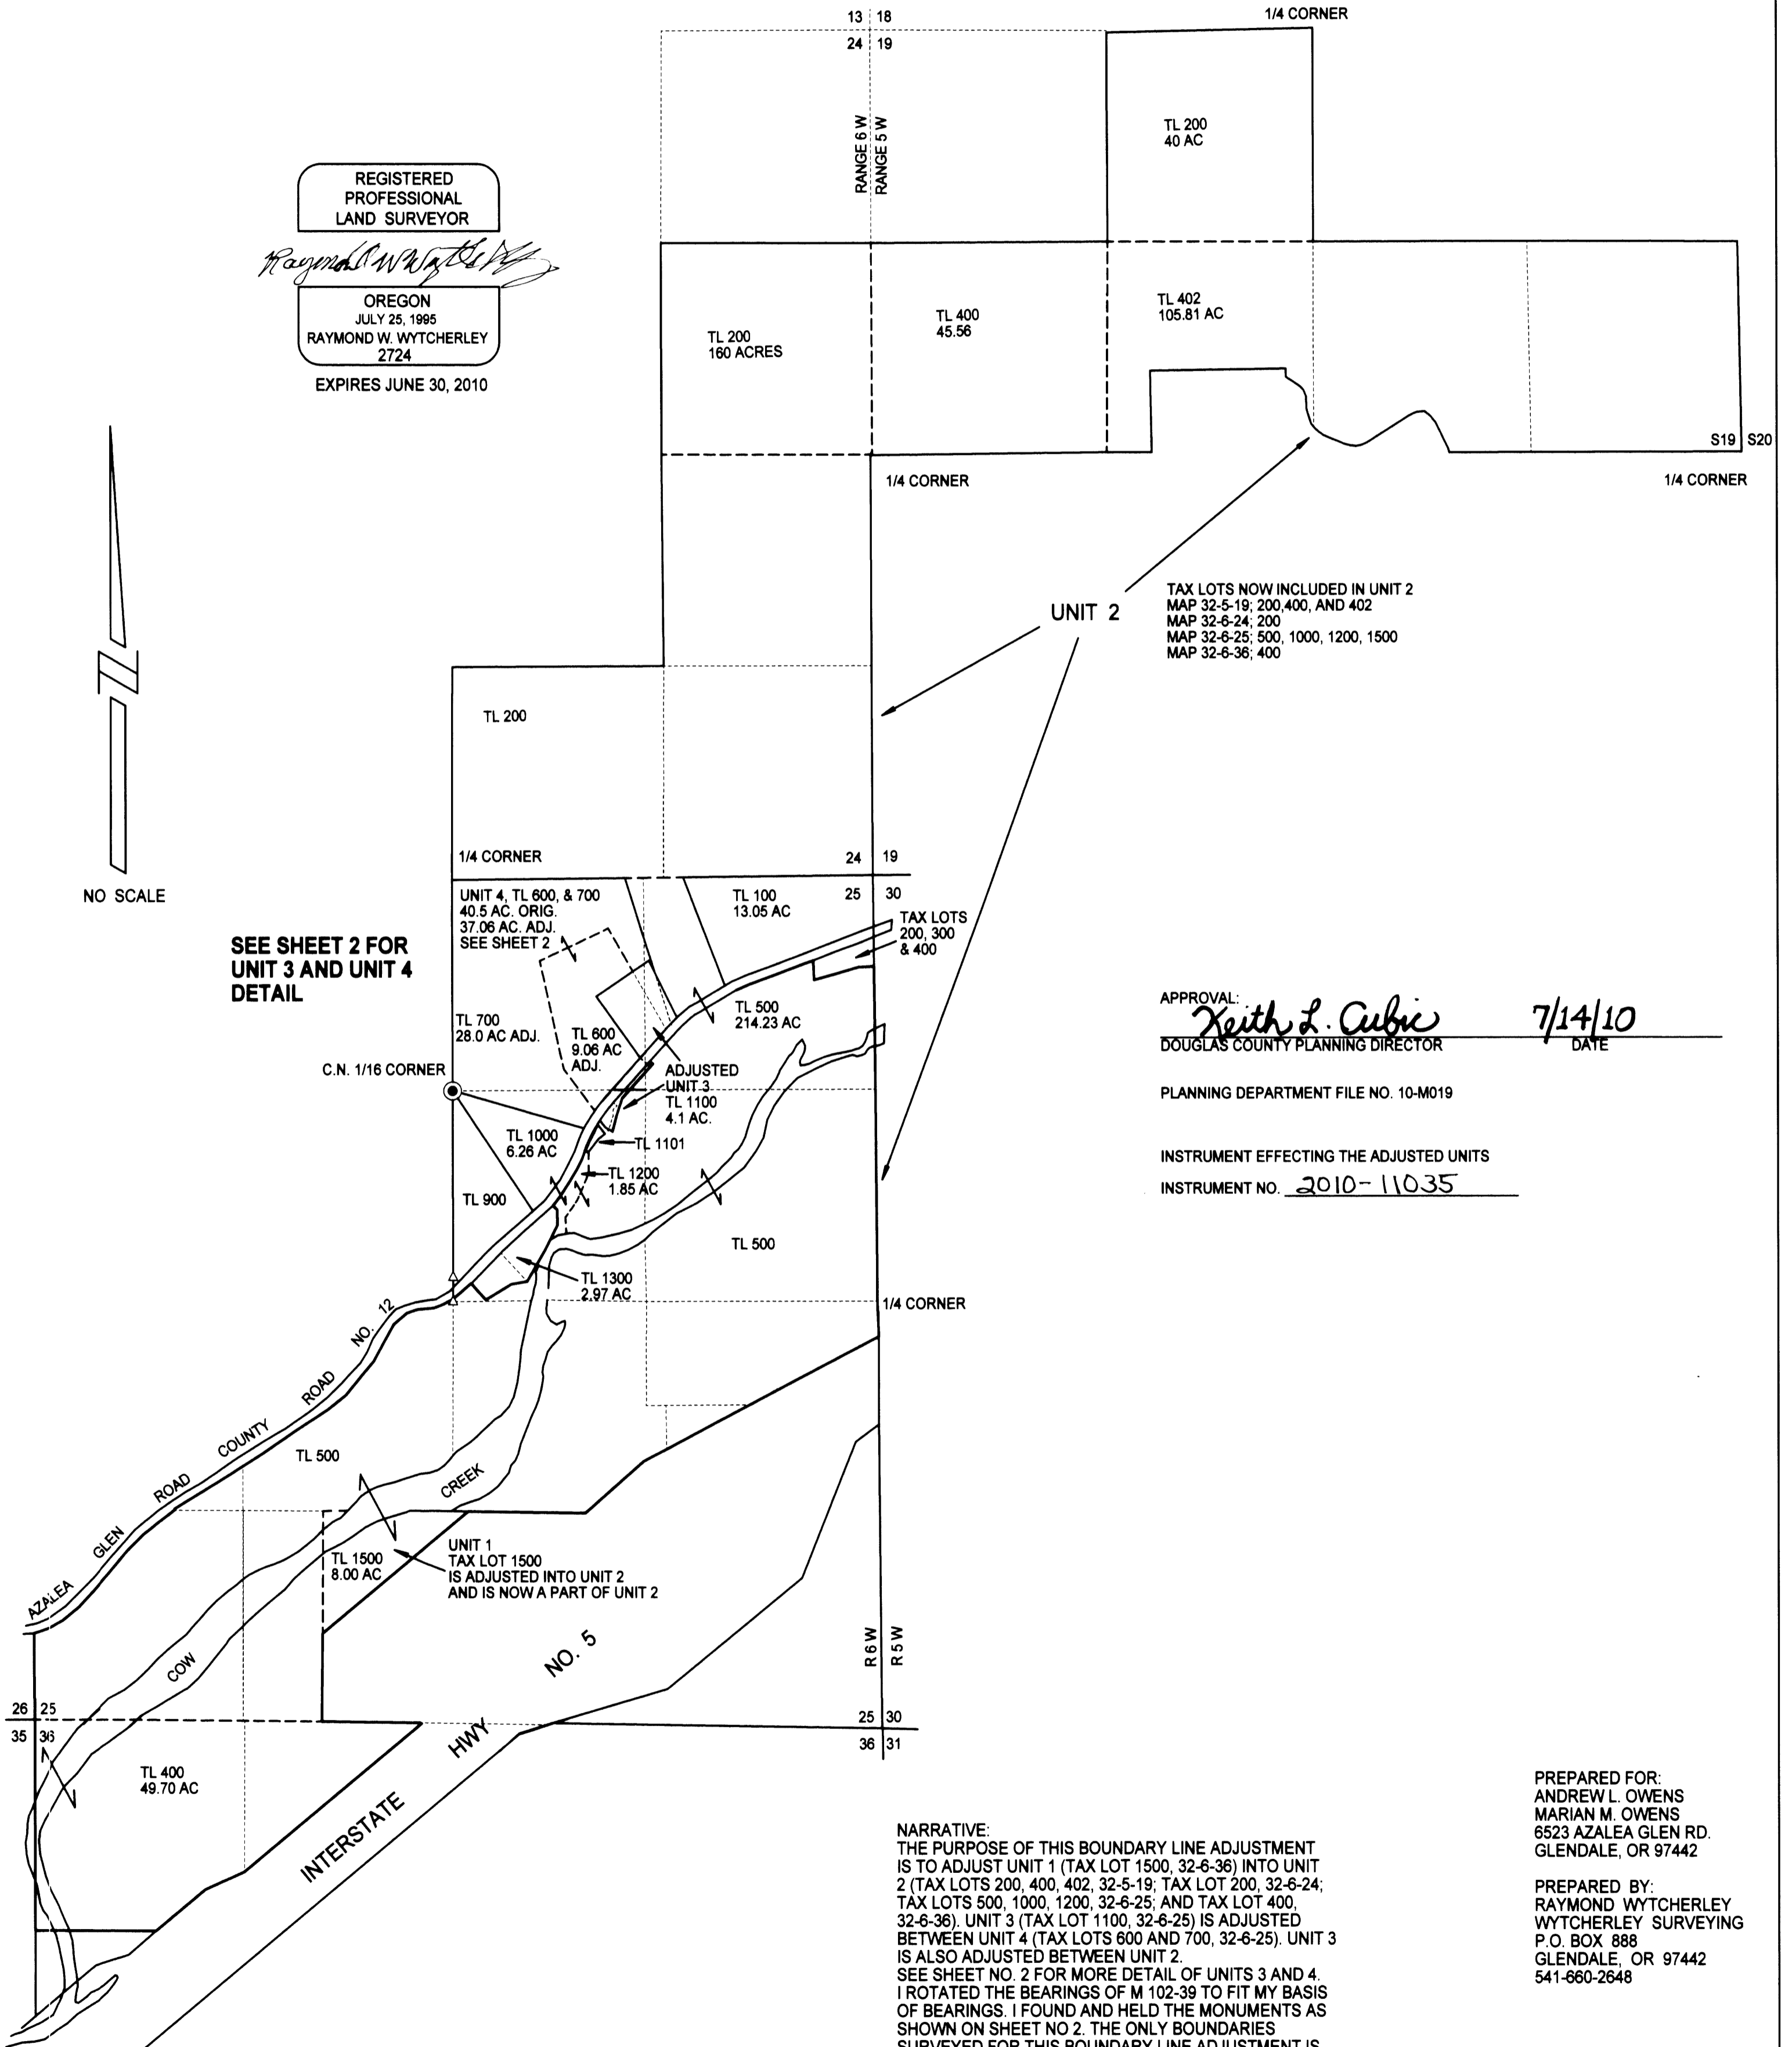 13 18
1/4 CORNER
24 19
RANGE 6 W
RANGE 5 W
TL 200
40 AC
REGISTERED
PROFESSIONAL
LAND SURVEYOR
OREGON
JULY 25, 1995
RAYMOND W. WYTCHERLEY
2724
EXPIRES JUNE 30, 2010
TL 200
160 ACRES
TL 400
45.56
TL 402
105.81 AC
S19 S20
1/4 CORNER
1/4 CORNER
UNIT 2
TAX LOTS NOW INCLUDED IN UNIT 2
MAP 32-5-19; 200,400, AND 402
MAP 32-6-24; 200
MAP 32-6-25; 500, 1000, 1200, 1500
MAP 32-6-36; 400
TL 200
NO SCALE
1/4 CORNER
24 19
25 30
UNIT 4, TL 600, & 700
40.5 AC. ORIG.
37.06 AC. ADJ.
SEE SHEET 2
TL 100
13.05 AC
TAX LOTS
200, 300
& 400
SEE SHEET 2 FOR
UNIT 3 AND UNIT 4
DETAIL
TL 700
28.0 AC ADJ.
TL 600
9.06 AC
ADJ.
TL 500
214.23 AC
C.N. 1/16 CORNER
ADJUSTED
UNIT 3
TL 1100
4.1 AC.
TL 1000
6.26 AC
TL 1101
TL 1200
1.85 AC
TL 900
TL 500
TL 1300
2.97 AC
1/4 CORNER
APPROVAL:
Keith L. Cubic 7/14/10
DOUGLAS COUNTY PLANNING DIRECTOR DATE
PLANNING DEPARTMENT FILE NO. 10-M019
INSTRUMENT EFFECTING THE ADJUSTED UNITS
INSTRUMENT NO. 2010-11035
AZALEA GLEN ROAD COUNTY ROAD NO. 12
TL 500
CREEK
TL 1500
8.00 AC
UNIT 1
TAX LOT 1500
IS ADJUSTED INTO UNIT 2
AND IS NOW A PART OF UNIT 2
COW
NO. 5
R 6 W
R 5 W
26 25
35 36
25 30
36 31
HWY
INTERSTATE
TL 400
49.70 AC
NARRATIVE:
THE PURPOSE OF THIS BOUNDARY LINE ADJUSTMENT
IS TO ADJUST UNIT 1 (TAX LOT 1500, 32-6-36) INTO UNIT
2 (TAX LOTS 200, 400, 402, 32-5-19; TAX LOT 200, 32-6-24;
TAX LOTS 500, 1000, 1200, 32-6-25; AND TAX LOT 400,
32-6-36). UNIT 3 (TAX LOT 1100, 32-6-25) IS ADJUSTED
BETWEEN UNIT 4 (TAX LOTS 600 AND 700, 32-6-25). UNIT 3
IS ALSO ADJUSTED BETWEEN UNIT 2.
SEE SHEET NO. 2 FOR MORE DETAIL OF UNITS 3 AND 4.
I ROTATED THE BEARINGS OF M 102-39 TO FIT MY BASIS
OF BEARINGS. I FOUND AND HELD THE MONUMENTS AS
SHOWN ON SHEET NO 2. THE ONLY BOUNDARIES
SURVEYED FOR THIS BOUNDARY LINE ADJUSTMENT IS
PREPARED FOR:
ANDREW L. OWENS
MARIAN M. OWENS
6523 AZALEA GLEN RD.
GLENDALE, OR 97442
PREPARED BY:
RAYMOND WYTCHERLEY
WYTCHERLEY SURVEYING
P.O. BOX 888
GLENDALE, OR 97442
541-660-2648